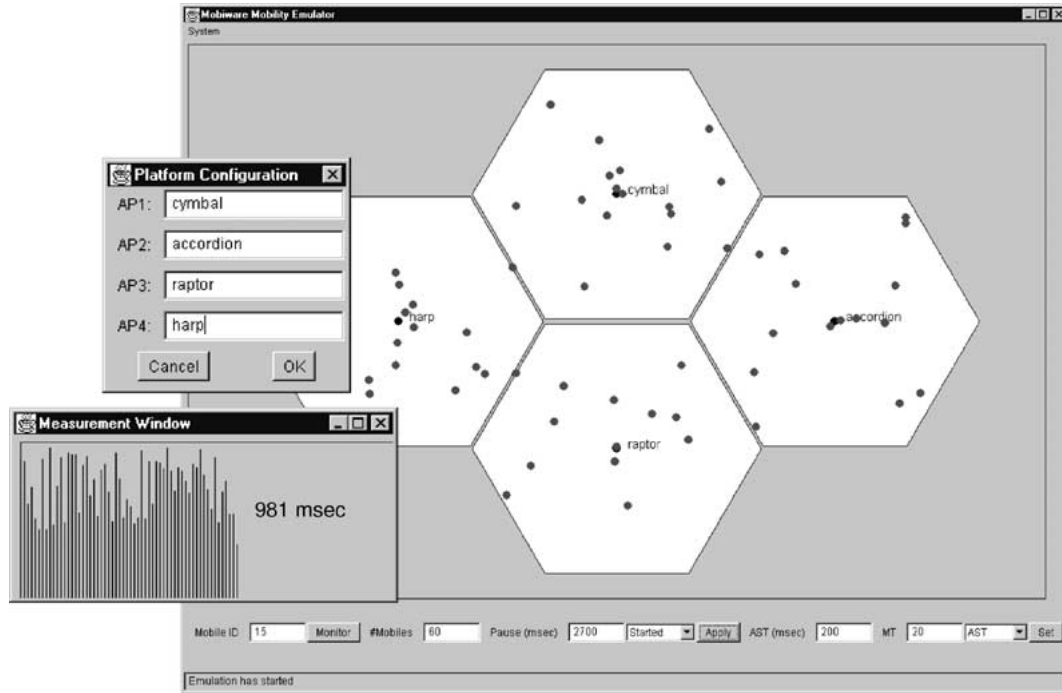 Mobiware Mobility Emulator
System
cymbal
Platform Configuration
AP1: cymbal
AP2: accordion
AP3: raptor
AP4: harp
Cancel OK
harp
accordion
raptor
Measurement Window
981 msec
Mobile ID 15 Monitor #Mobiles 60 Pause (msec) 2700 Started Apply AST (msec) 200 MT 20 AST Set
Emulation has started